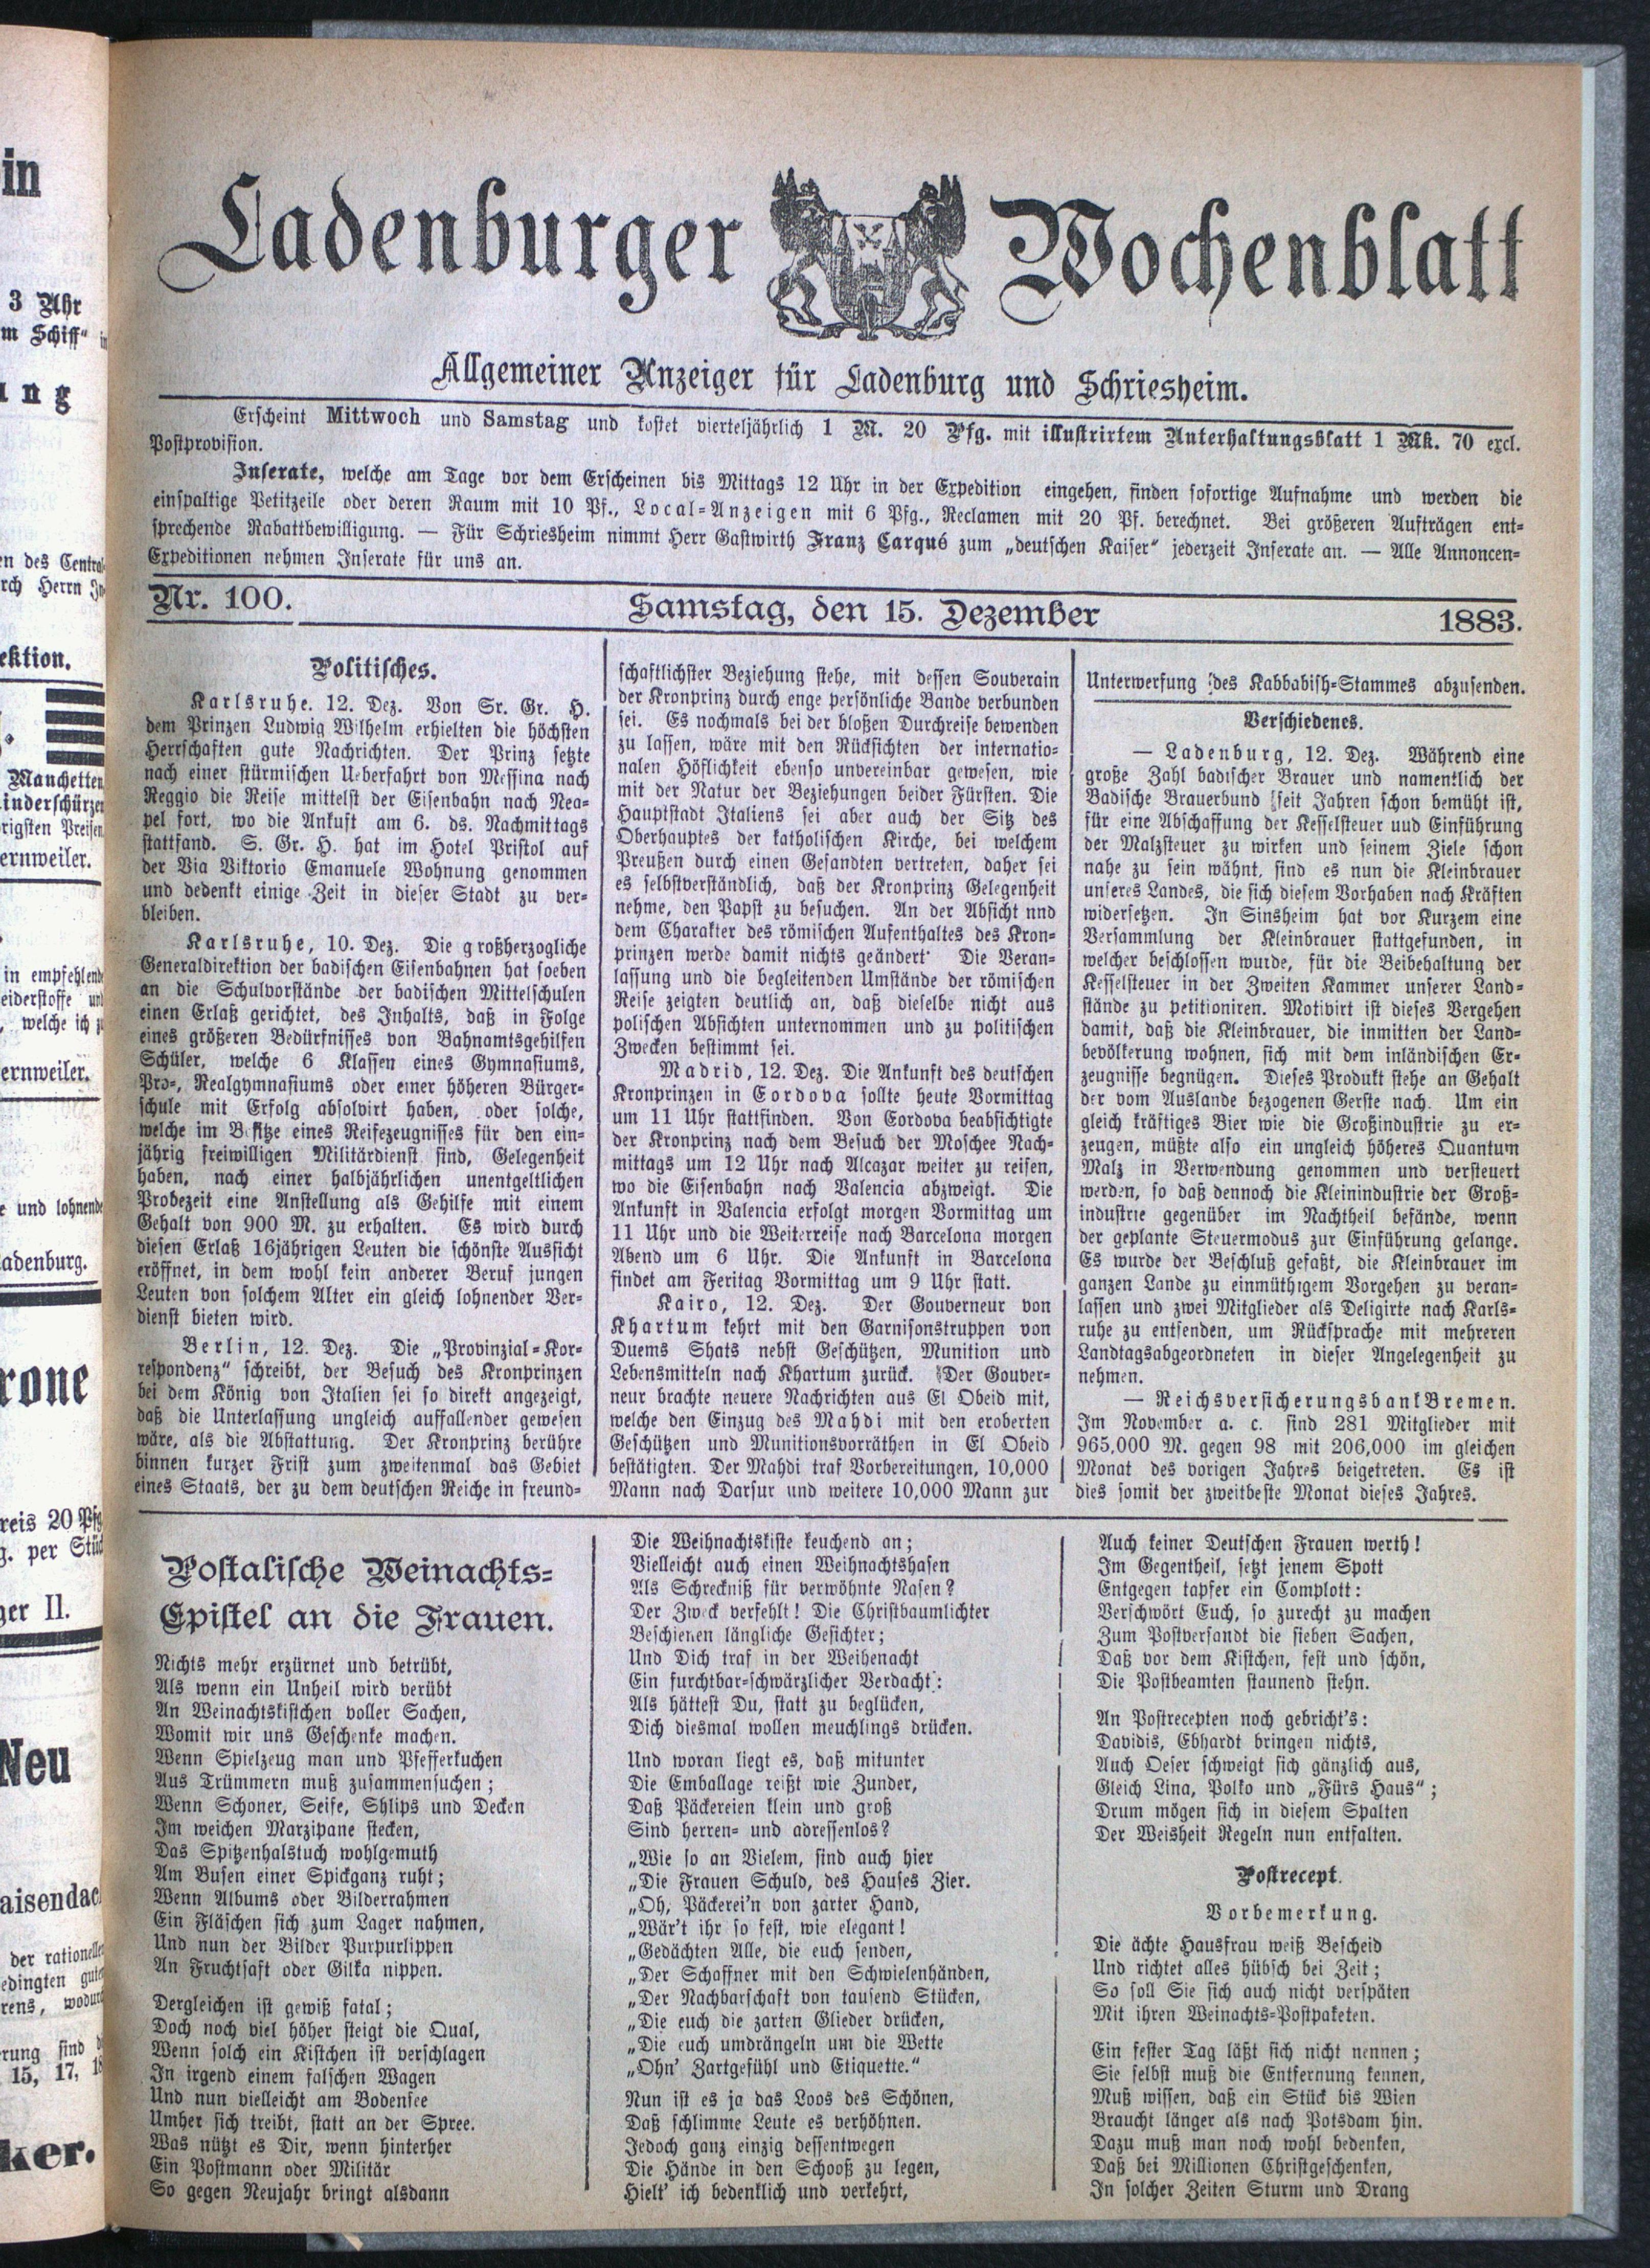 Ladenburger Wochenblatt
Allgemeiner Anzeiger für Ladenburg und Schriesheim.
Erscheint Mittwoch und Samstag und kostet vierteljährlich 1 M. 20 Pfg. mit illustrirtem Unterhaltungsblatt 1 Mk. 70 excl.
Postprovision.
Inserate, welche am Tage vor dem Erscheinen bis Mittags 12 Uhr in der Expedition eingehen, finden sofortige Aufnahme und werden die
einspaltige Petitzeile oder deren Raum mit 10 Pf., Local-Anzeigen mit 6 Pfg., Reclamen mit 20 Pf. berechnet. Bei größeren Aufträgen ent-
sprechende Rabattbewilligung. — Für Schriesheim nimmt Herr Gastwirth Franz Carqué zum „deutschen Kaiser" jederzeit Inserate an. — Alle Annoncen-
Expeditionen nehmen Inserate für uns an.
Nr. 100. Samstag, den 15. Dezember 1883.
Politisches.
Karlsruhe. 12. Dez. Von Sr. Gr. H.
dem Prinzen Ludwig Wilhelm erhielten die höchsten
Herrschaften gute Nachrichten. Der Prinz setzte
nach einer stürmischen Ueberfahrt von Messina nach
Reggio die Reise mittelst der Eisenbahn nach Nea-
pel fort, wo die Ankuft am 6. ds. Nachmittags
stattfand. S. Gr. H. hat im Hotel Pristol auf
der Via Viktorio Emanuele Wohnung genommen
und dedenkt einige Zeit in dieser Stadt zu ver-
bleiben.
Karlsruhe, 10. Dez. Die großherzogliche
Generaldirektion der badischen Eisenbahnen hat soeben
an die Schulvorstände der badischen Mittelschulen
einen Erlaß gerichtet, des Inhalts, daß in Folge
eines größeren Bedürfnisses von Bahnamtsgehilfen
Schüler, welche 6 Klassen eines Gymnasiums,
Pro-, Realgymnasiums oder einer höheren Bürger-
schule mit Erfolg absolvirt haben, oder solche,
welche im Besitze eines Reifezeugnisses für den ein-
jährig freiwilligen Militärdienst sind, Gelegenheit
haben, nach einer halbjährlichen unentgeltlichen
Probezeit eine Anstellung als Gehilfe mit einem
Gehalt von 900 M. zu erhalten. Es wird durch
diesen Erlaß 16jährigen Leuten die schönste Aussicht
eröffnet, in dem wohl kein anderer Beruf jungen
Leuten von solchem Alter ein gleich lohnender Ver-
dienst bieten wird.
Berlin, 12. Dez. Die „Provinzial-Kor-
respondenz" schreibt, der Besuch des Kronprinzen
bei dem König von Italien sei so direkt angezeigt,
daß die Unterlassung ungleich auffallender gewesen
wäre, als die Abstattung. Der Kronprinz berühre
binnen kurzer Frist zum zweitenmal das Gebiet
eines Staats, der zu dem deutschen Reiche in freund-
schaftlichster Beziehung stehe, mit dessen Souverain
der Kronprinz durch enge persönliche Bande verbunden
sei. Es nochmals bei der bloßen Durchreise bewenden
zu lassen, wäre mit den Rücksichten der internatio-
nalen Höflichkeit ebenso unvereinbar gewesen, wie
mit der Natur der Beziehungen beider Fürsten. Die
Hauptstadt Italiens sei aber auch der Sitz des
Oberhauptes der katholischen Kirche, bei welchem
Preußen durch einen Gesandten vertreten, daher sei
es selbstverständlich, daß der Kronprinz Gelegenheit
nehme, den Papst zu besuchen. An der Absicht nnd
dem Charakter des römischen Aufenthaltes des Kron-
prinzen werde damit nichts geändert Die Veran-
lassung und die begleitenden Umstände der römischen
Reise zeigten deutlich an, daß dieselbe nicht aus
polischen Absichten unternommen und zu politischen
Zwecken bestimmt sei.
Madrid, 12. Dez. Die Ankunft des deutschen
Kronprinzen in Cordova sollte heute Vormittag
um 11 Uhr stattfinden. Von Cordova beabsichtigte
der Kronprinz nach dem Besuch der Moschee Nach-
mittags um 12 Uhr nach Alcazar weiter zu reisen,
wo die Eisenbahn nach Valencia abzweigt. Die
Ankunft in Valencia erfolgt morgen Vormittag um
11 Uhr und die Weiterreise nach Barcelona morgen
Abend um 6 Uhr. Die Ankunft in Barcelona
findet am Feritag Vormittag um 9 Uhr statt.
Kairo, 12. Dez. Der Gouverneur von
Khartum kehrt mit den Garnisonstruppen von
Duems Shats nebst Geschützen, Munition und
Lebensmitteln nach Khartum zurück. Der Gouver-
neur brachte neuere Nachrichten aus El Obeid mit,
welche den Einzug des Mahdi mit den eroberten
Geschützen und Munitionsvorräthen in El Obeid
bestätigten. Der Mahdi traf Vorbereitungen, 10,000
Mann nach Darfur und weitere 10,000 Mann zur
Unterwerfung des Kabbabish-Stammes abzusenden.
Verschiedenes.
— Ladenburg, 12. Dez. Während eine
große Zahl badischer Brauer und namentlich der
Badische Brauerbund seit Jahren schon bemüht ist,
für eine Abschaffung der Kesselsteuer und Einführung
der Malzsteuer zu wirken und seinem Ziele schon
nahe zu sein wähnt, sind es nun die Kleinbrauer
unseres Landes, die sich diesem Vorhaben nach Kräften
widersetzen. In Sinsheim hat vor Kurzem eine
Versammlung der Kleinbrauer stattgefunden, in
welcher beschlossen wurde, für die Beibehaltung der
Kesselsteuer in der Zweiten Kammer unserer Land-
stände zu petitioniren. Motivirt ist dieses Vergehen
damit, daß die Kleinbrauer, die inmitten der Land-
bevölkerung wohnen, sich mit dem inländischen Er-
zeugnisse begnügen. Dieses Produkt stehe an Gehalt
der vom Auslande bezogenen Gerste nach. Um ein
gleich kräftiges Bier wie die Großindustrie zu er-
zeugen, müßte also ein ungleich höheres Quantum
Malz in Verwendung genommen und versteuert
werden, so daß dennoch die Kleinindustrie der Groß-
industrie gegenüber im Nachtheil befände, wenn
der geplante Steuermodus zur Einführung gelange.
Es wurde der Beschluß gefaßt, die Kleinbrauer im
ganzen Lande zu einmüthigem Vorgehen zu veran-
lassen und zwei Mitglieder als Deligirte nach Karls-
ruhe zu entsenden, um Rücksprache mit mehreren
Landtagsabgeordneten in dieser Angelegenheit zu
nehmen.
— Reichsversicherungsbank Bremen.
Im November a. c. sind 281 Mitglieder mit
965,000 M. gegen 98 mit 206,000 im gleichen
Monat des vorigen Jahres beigetreten. Es ist
dies somit der zweitbeste Monat dieses Jahres.
Postalische Weinachts-
Epistel an die Frauen.
Nichts mehr erzürnet und betrübt,
Als wenn ein Unheil wird verübt
An Weinachtskistchen voller Sachen,
Womit wir uns Geschenke machen.
Wenn Spielzeug man und Pfefferkuchen
Aus Trümmern muß zusammensuchen;
Wenn Schoner, Seife, Shlips und Decken
Im weichen Marzipane stecken,
Das Spitzenhalstuch wohlgemuth
Am Busen einer Spickganz ruht;
Wenn Albums oder Bilderrahmen
Ein Fläschen sich zum Lager nahmen,
Und nun der Bilder Purpurlippen
An Fruchtsaft oder Gilka nippen.
Dergleichen ist gewiß fatal;
Doch noch viel höher steigt die Qual,
Wenn solch ein Kistchen ist verschlagen
In irgend einem falschen Wagen
Und nun vielleicht am Bodensee
Umher sich treibt, statt an der Spree.
Was nützt es Dir, wenn hinterher
Ein Postmann oder Militär
So gegen Neujahr bringt alsdann
Die Weihnachtskiste keuchend an;
Vielleicht auch einen Weihnachtshasen
Als Schreckniß für verwöhnte Nasen?
Der Zweck verfehlt! Die Christbaumlichter
Beschienen längliche Gesichter;
Und Dich traf in der Weihenacht
Ein furchtbar-schwärzlicher Verdacht:
Als hättest Du, statt zu beglücken,
Dich diesmal wollen meuchlings drücken.
Und woran liegt es, daß mitunter
Die Emballage reißt wie Zunder,
Daß Päckereien klein und groß
Sind herren- und adressenlos?
„Wie so an Vielem, sind auch hier
„Die Frauen Schuld, des Hauses Zier.
„Oh, Päckerei'n von zarter Hand,
„Wär't ihr so fest, wie elegant!
„Gedächten Alle, die euch senden,
„Der Schaffner mit den Schwielenhänden,
„Der Nachbarschaft von tausend Stücken,
„Die euch die zarten Glieder drücken,
„Die euch umdrängeln um die Wette
„Ohn' Zartgefühl und Etiquette."
Nun ist es ja das Loos des Schönen,
Daß schlimme Leute es verhöhnen.
Jedoch ganz einzig dessentwegen
Die Hände in den Schooß zu legen,
Hielt' ich bedenklich und verkehrt,
Auch keiner Deutschen Frauen werth!
Im Gegentheil, setzt jenem Spott
Entgegen tapfer ein Complott:
Verschwört Euch, so zurecht zu machen
Zum Postversandt die sieben Sachen,
Daß vor dem Kistchen, fest und schön,
Die Postbeamten staunend stehn.
An Postrecepten noch gebricht's:
Davidis, Ebhardt bringen nichts,
Auch Oeser schweigt sich gänzlich aus,
Gleich Lina, Polko und „Fürs Haus";
Drum mögen sich in diesem Spalten
Der Weisheit Regeln nun entfalten.
Postrecept.
Vorbemerkung.
Die ächte Hausfrau weiß Bescheid
Und richtet alles hübsch bei Zeit;
So soll Sie sich auch nicht verspäten
Mit ihren Weinachts-Postpaketen.
Ein fester Tag läßt sich nicht nennen;
Sie selbst muß die Entfernung kennen,
Muß wissen, daß ein Stück bis Wien
Braucht länger als nach Potsdam hin.
Dazu muß man noch wohl bedenken,
Daß bei Millionen Christgeschenken,
In solcher Zeiten Sturm und Drang